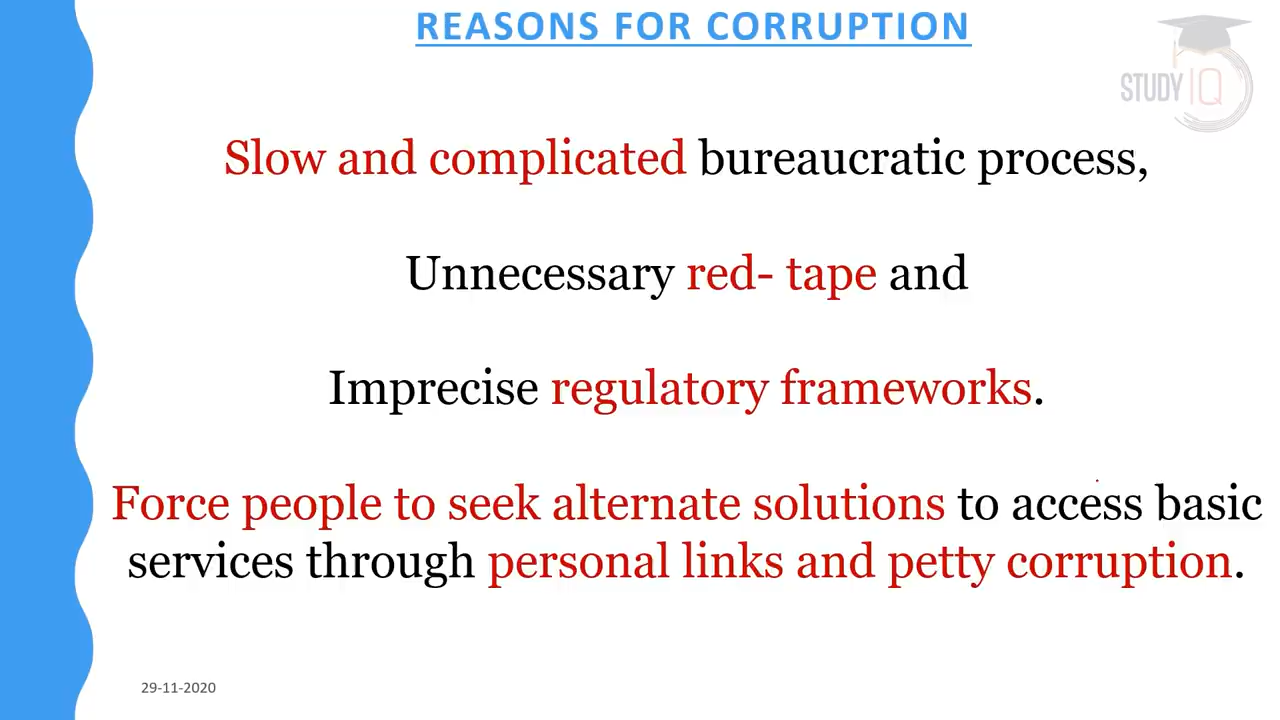 REASONS FOR CORRUPTION
STUDY IQ
Slow and complicated bureaucratic process,
Unnecessary red- tape and
Imprecise regulatory frameworks.
Force people to seek alternate solutions to access basic
services through personal links and petty corruption.
29-11-2020